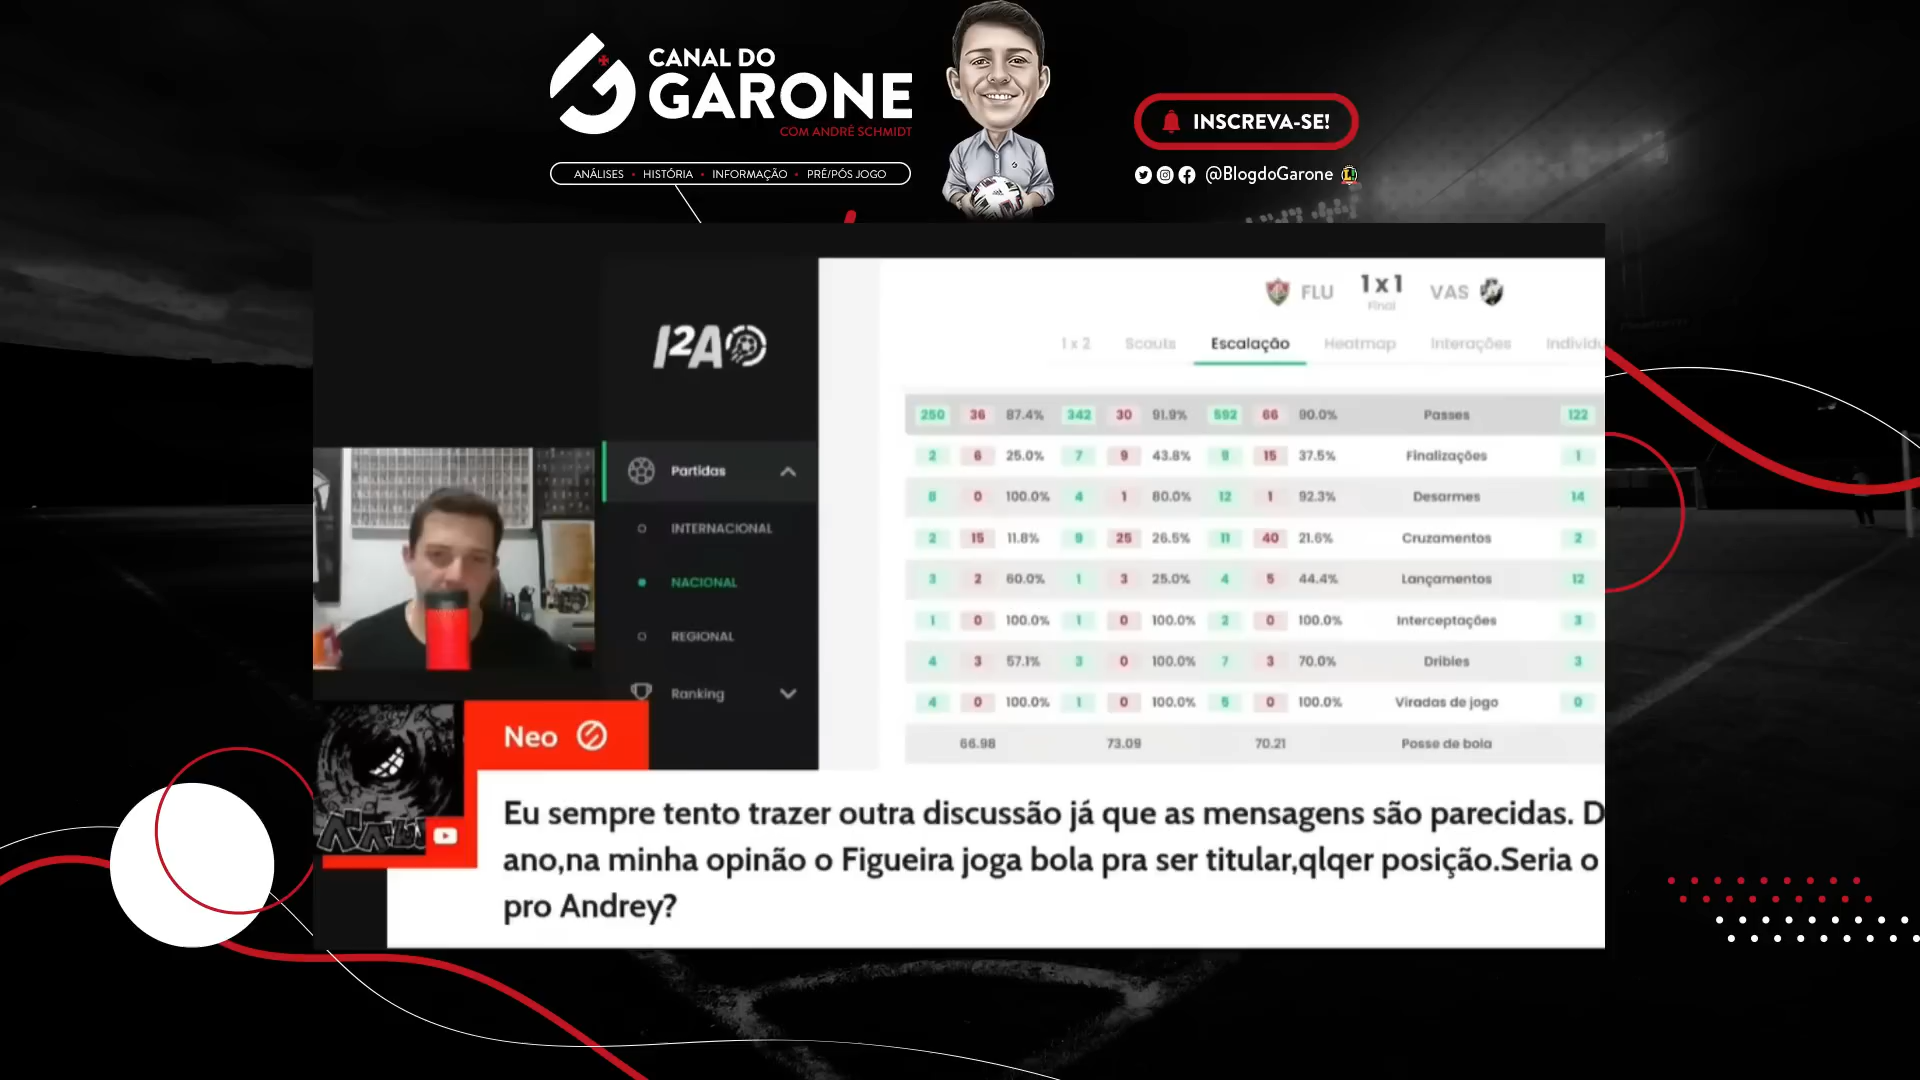 CANAL DO
GARONE
COM ANDRÉ SCHMIDT
ANÁLISES • HISTÓRIA • INFORMAÇÃO • PRÉ/PÓS JOGO
INSCREVA-SE!
@BlogdoGarone
I2A
FLU 1 x 1 VAS
Final
1 x 2 Scouts Escalação Heatmap Interações Individu
250 36 87.4% 342 30 91.9% 592 66 90.0% Passes 122
2 6 25.0% 7 9 43.8% 9 15 37.5% Finalizações 1
8 0 100.0% 4 1 80.0% 12 1 92.3% Desarmes 14
2 15 11.8% 9 25 26.5% 11 40 21.6% Cruzamentos 2
3 2 60.0% 1 3 25.0% 4 5 44.4% Lançamentos 12
1 0 100.0% 1 0 100.0% 2 0 100.0% Interceptações 3
4 3 57.1% 3 0 100.0% 7 3 70.0% Dribles 3
4 0 100.0% 1 0 100.0% 5 0 100.0% Viradas de jogo 0
66.98 73.09 70.21 Posse de bola
Partidas
INTERNACIONAL
NACIONAL
REGIONAL
Ranking
Neo
Eu sempre tento trazer outra discussão já que as mensagens são parecidas. D
ano,na minha opinão o Figueira joga bola pra ser titular,qlqer posição.Seria o
pro Andrey?